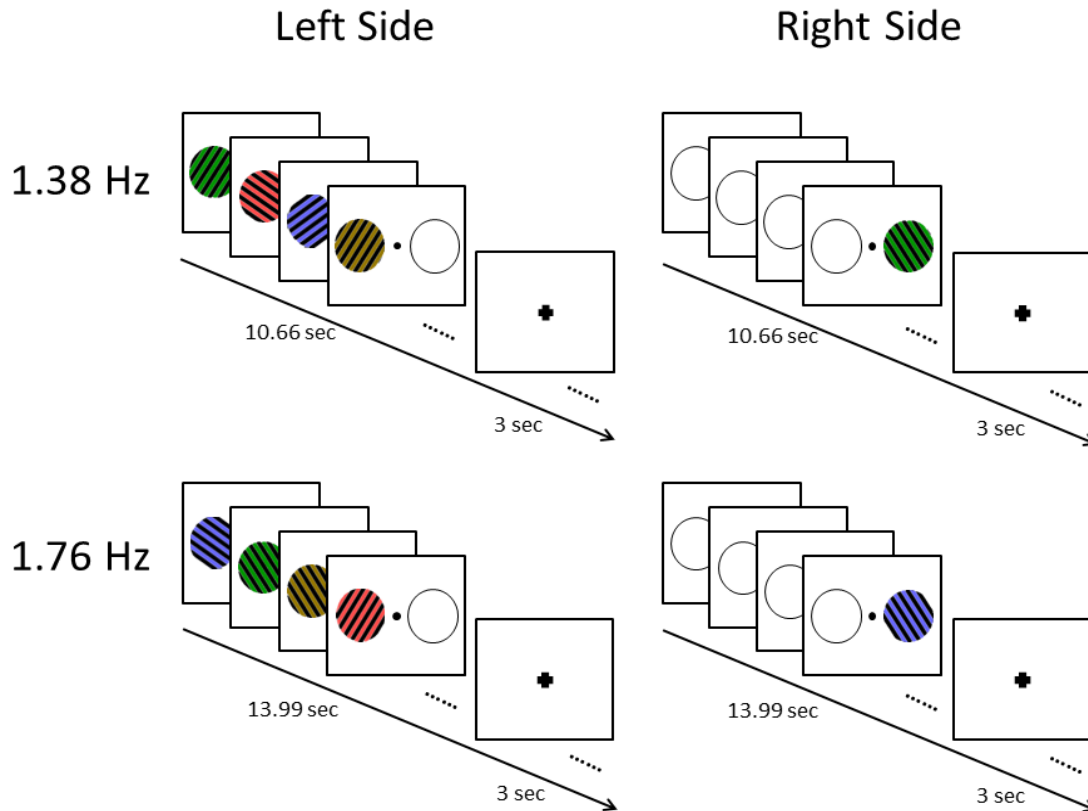 Left Side
Right Side
1.38 Hz
10.66 sec
3 sec
10.66 sec
3 sec
1.76 Hz
13.99 sec
3 sec
13.99 sec
3 sec